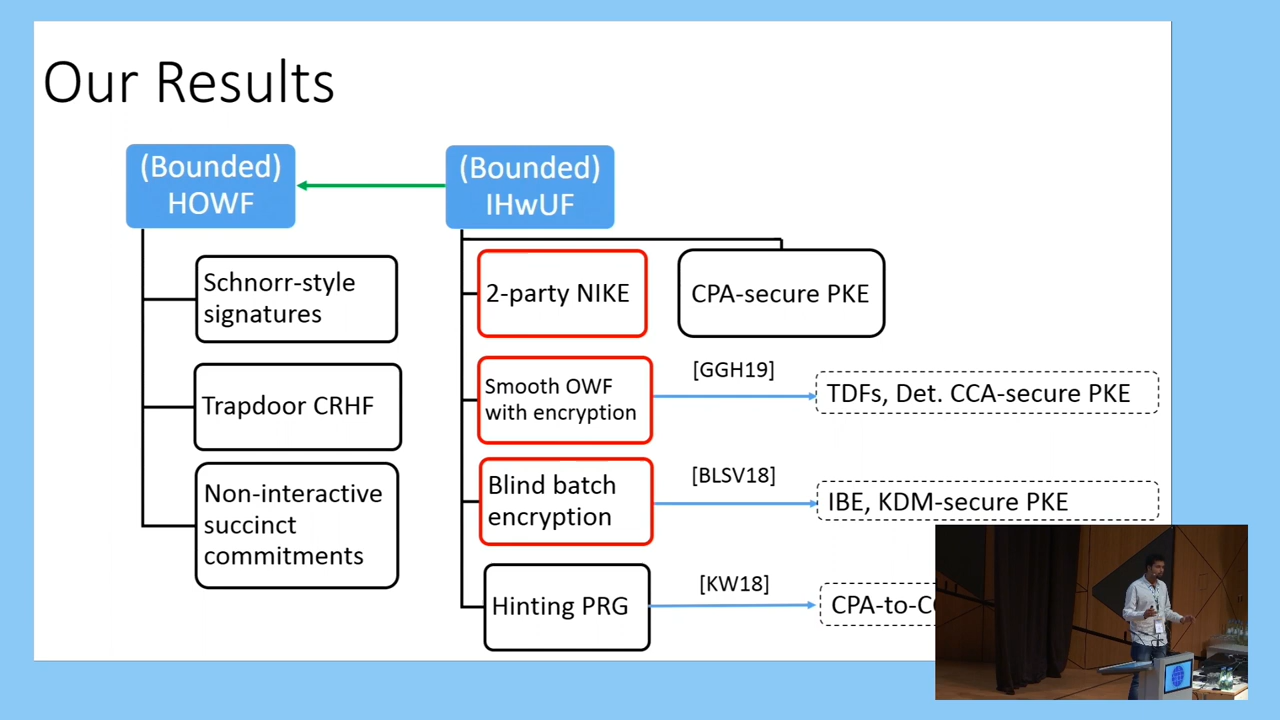 Our Results
(Bounded)
HOWF
(Bounded)
IHwUF
Schnorr-style
signatures
2-party NIKE
CPA-secure PKE
Trapdoor CRHF
Smooth OWF
with encryption
[GGH19]
TDFs, Det. CCA-secure PKE
Non-interactive
succinct
commitments
Blind batch
encryption
[BLSV18]
IBE, KDM-secure PKE
Hinting PRG
[KW18]